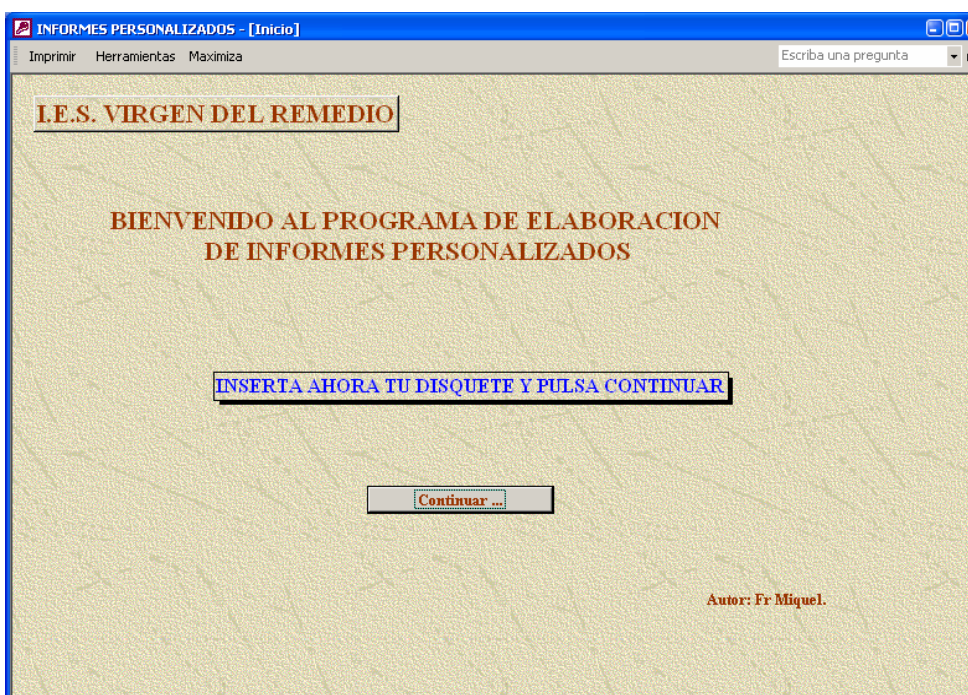 INFORMES PERSONALIZADOS - [Inicio]
Imprimir Herramientas Maximiza Escriba una pregunta
I.E.S. VIRGEN DEL REMEDIO
BIENVENIDO AL PROGRAMA DE ELABORACION
DE INFORMES PERSONALIZADOS
INSERTA AHORA TU DISQUETE Y PULSA CONTINUAR
Continuar ...
Autor: Fr Miquel.